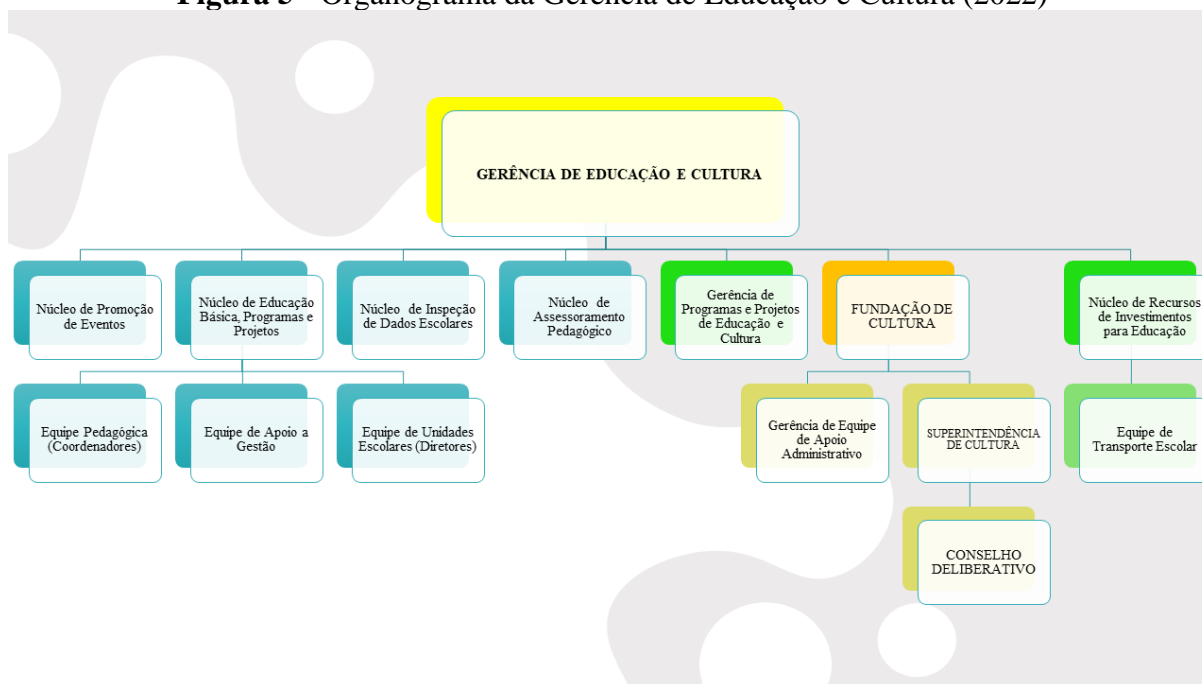 Figura 5 - Organograma da Gerência de Educação e Cultura (2022)
GERÊNCIA DE EDUCAÇÃO E CULTURA
Núcleo de Promoção
de Eventos
Núcleo de Educação
Básica, Programas e
Projetos
Núcleo de Inspeção
de Dados Escolares
Núcleo de
Assessoramento
Pedagógico
Gerência de
Programas e Projetos
de Educação e
Cultura
FUNDAÇÃO DE
CULTURA
Núcleo de Recursos
de Investimentos
para Educação
Equipe Pedagógica
(Coordenadores)
Equipe de Apoio a
Gestão
Equipe de Unidades
Escolares (Diretores)
Gerência de Equipe
de Apoio
Administrativo
SUPERINTENDÊNCIA
DE CULTURA
Equipe de
Transporte Escolar
CONSELHO
DELIBERATIVO